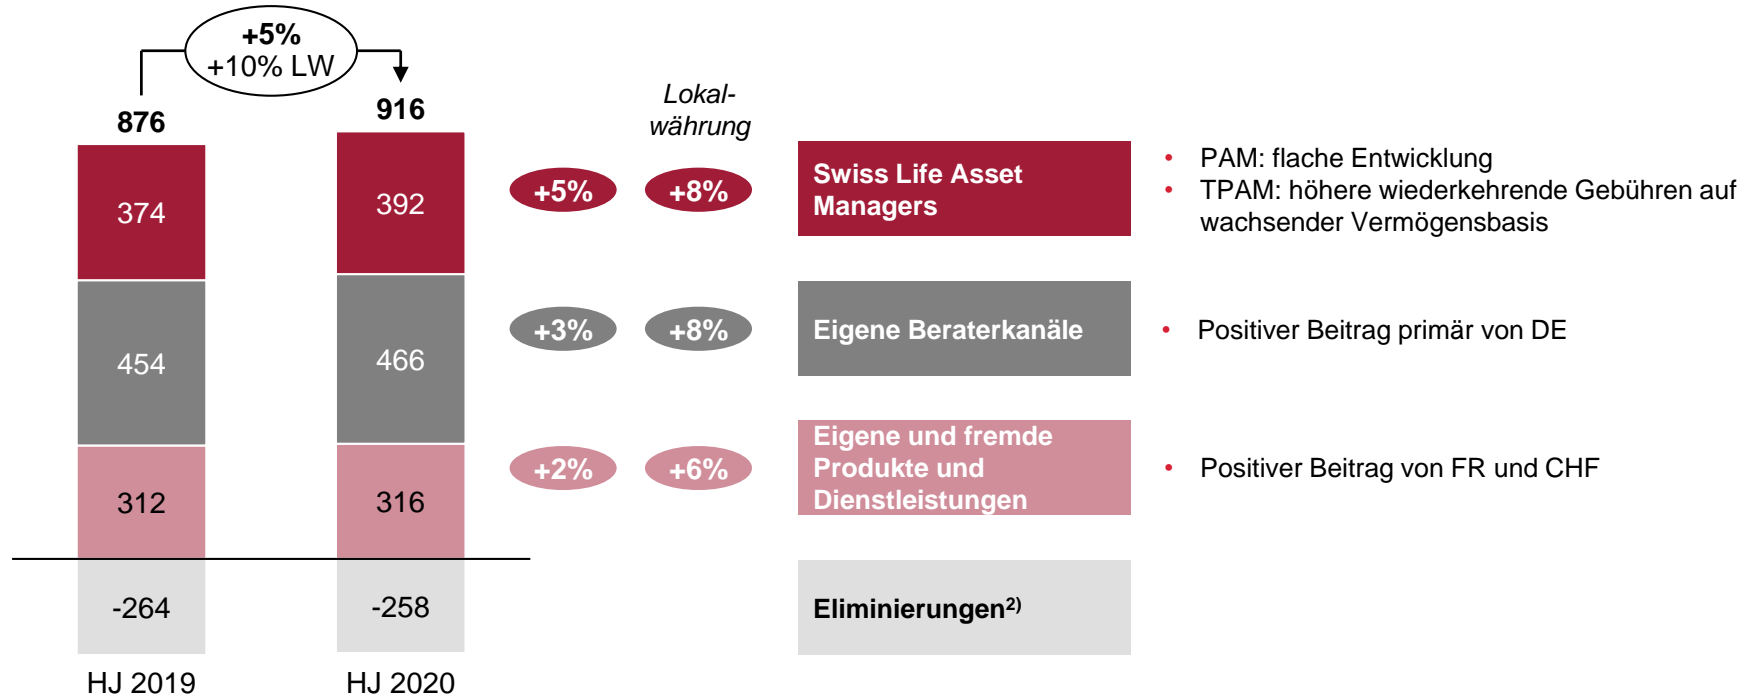 +5%
+10% LW
876
916
Lokal-
währung
374
392
+5%
+8%
Swiss Life Asset
Managers
• PAM: flache Entwicklung
• TPAM: höhere wiederkehrende Gebühren auf
wachsender Vermögensbasis
454
466
+3%
+8%
Eigene Beraterkanäle
• Positiver Beitrag primär von DE
312
316
+2%
+6%
Eigene und fremde
Produkte und
Dienstleistungen
• Positiver Beitrag von FR und CHF
-264
-258
Eliminierungen2)
HJ 2019
HJ 2020